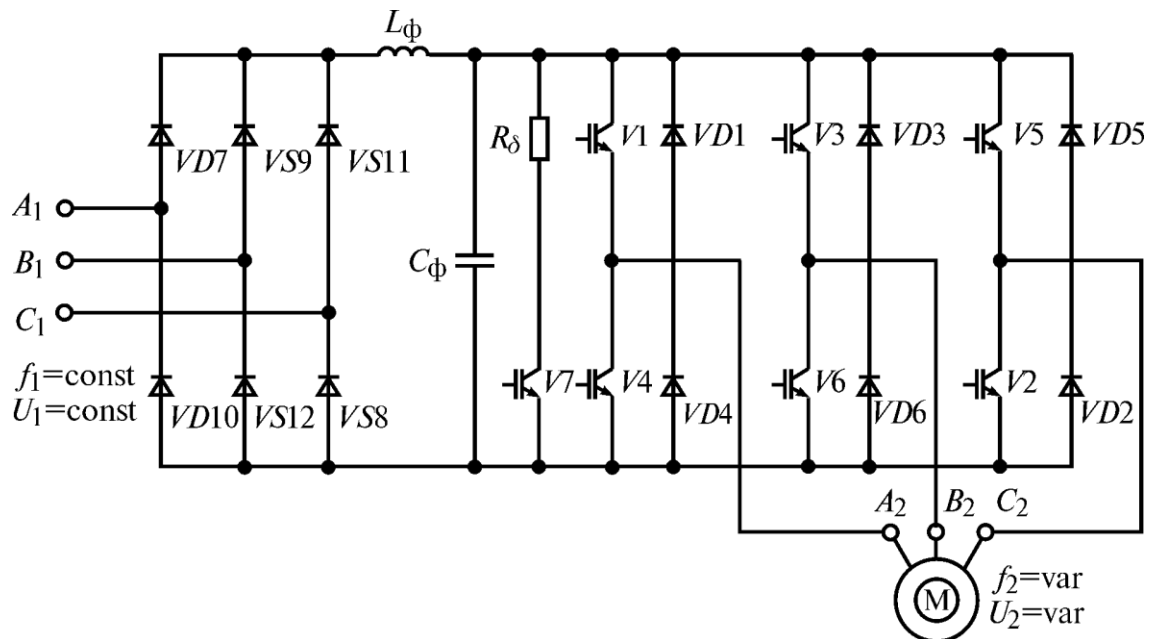 Lф
Rδ
V1
VD1
V3
VD3
V5
VD5
VD7
VS9
VS11
A1
B1
C1
Cф
f1=const
U1=const
VD10
VS12
VS8
V7
V4
VD4
V6
VD6
V2
VD2
A2
B2
C2
M
f2=var
U2=var